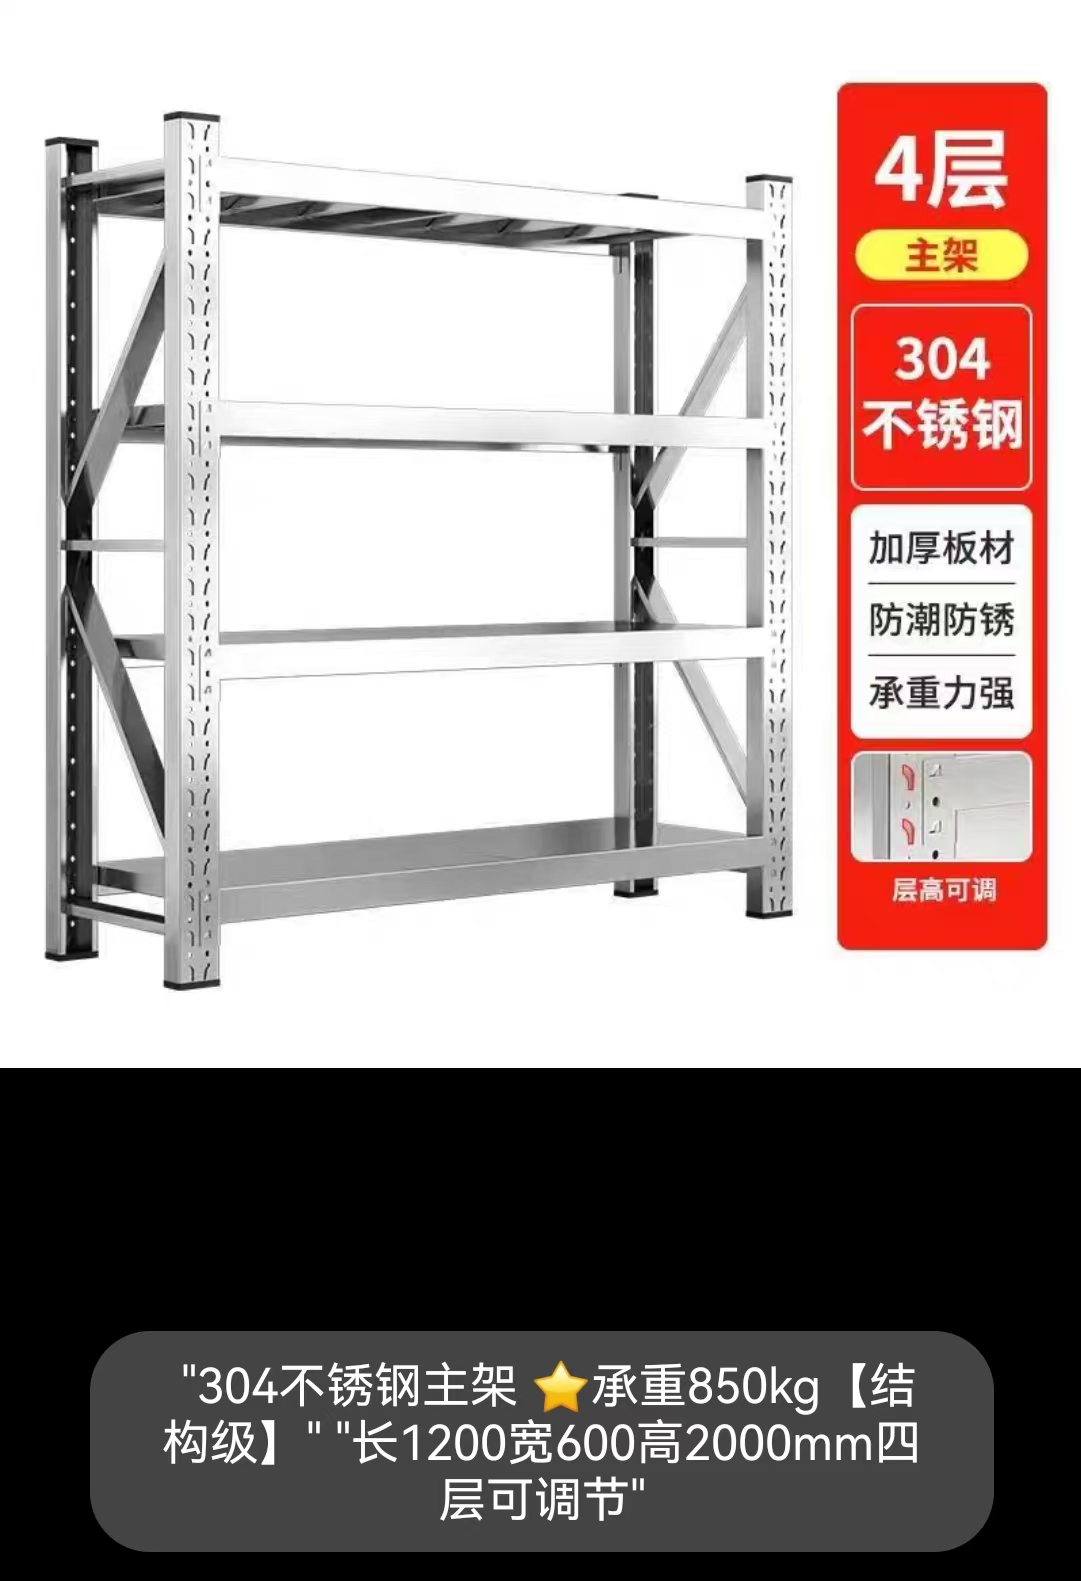 4层
主架
304
不锈钢
加厚板材
防潮防锈
承重力强
层高可调
"304不锈钢主架 ⭐承重850kg【结
构级】" "长1200宽600高2000mm四
层可调节"